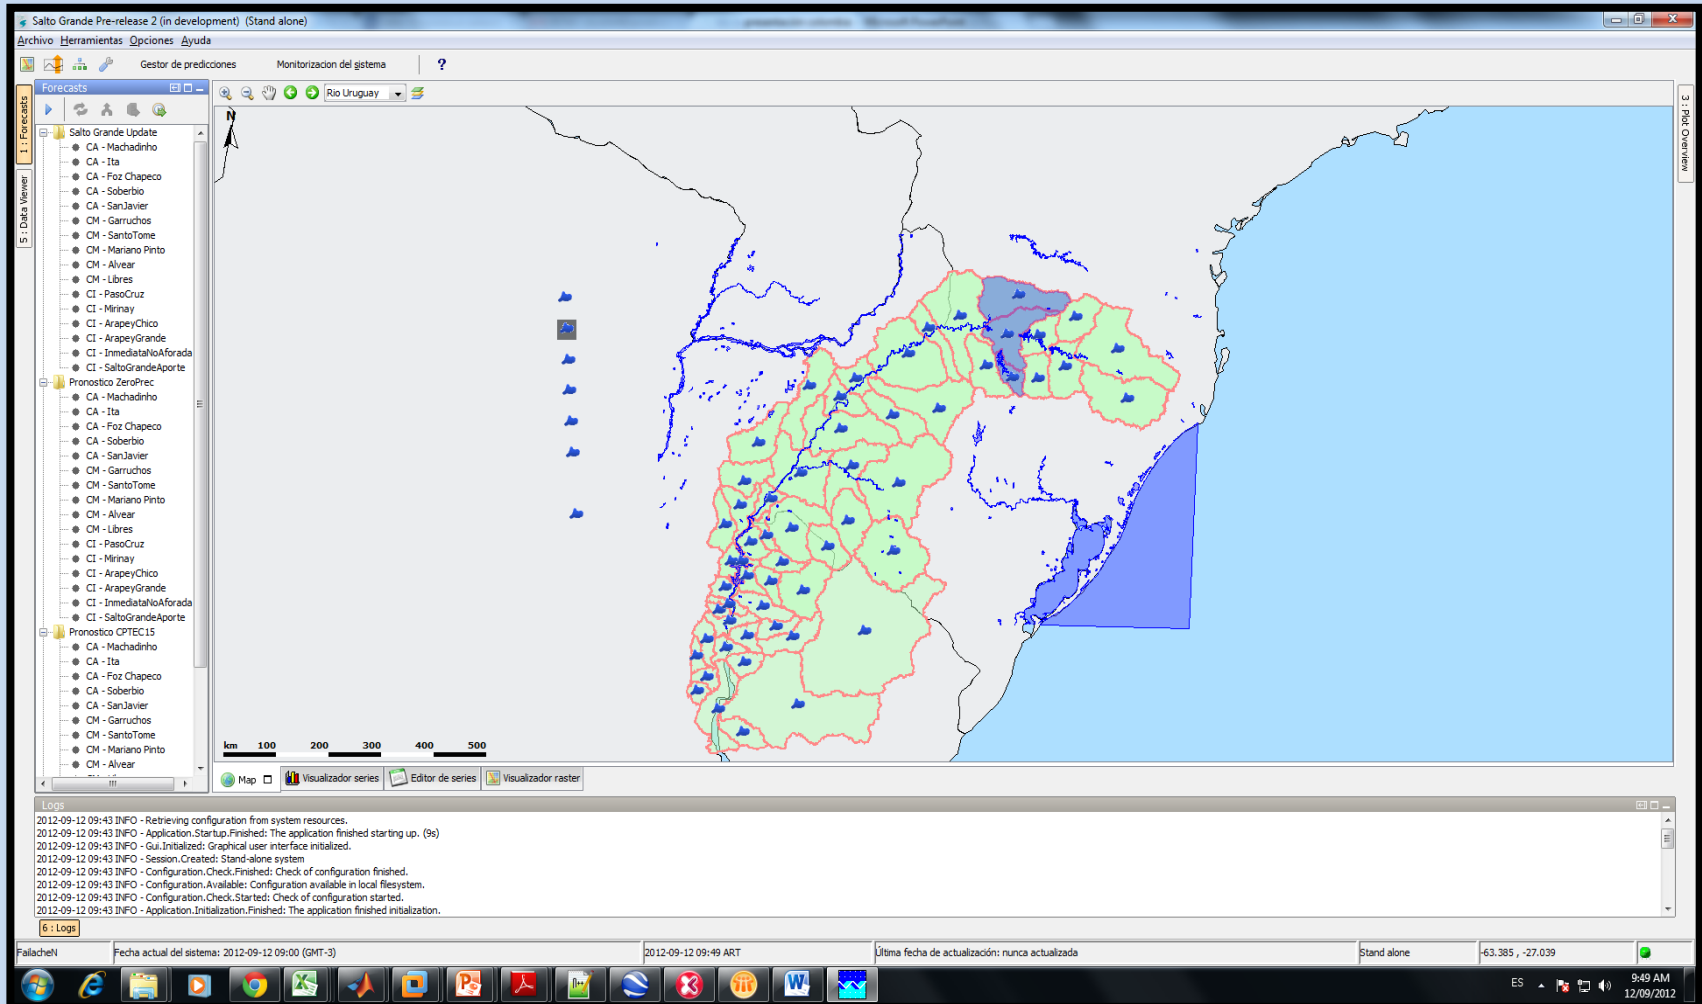 Salto Grande Pre-release 2 (in development) (Stand alone)
Archivo Herramientas Opciones Ayuda
Gestor de predicciones Monitorizacion del sistema ?
Forecasts
Rio Uruguay
1 : Forecasts
5 : Data Viewer
3 : Plot Overview
N
Salto Grande Update
CA - Machadinho
CA - Ita
CA - Foz Chapeco
CA - Soberbio
CA - SanJavier
CM - Garruchos
CM - SantoTome
CM - Mariano Pinto
CM - Alvear
CM - Libres
CI - PasoCruz
CI - Mirinay
CI - ArapeyChico
CI - ArapeyGrande
CI - InmediataNoAforada
CI - SaltoGrandeAporte
Pronostico ZeroPrec
CA - Machadinho
CA - Ita
CA - Foz Chapeco
CA - Soberbio
CA - SanJavier
CM - Garruchos
CM - SantoTome
CM - Mariano Pinto
CM - Alvear
CM - Libres
CI - PasoCruz
CI - Mirinay
CI - ArapeyChico
CI - ArapeyGrande
CI - InmediataNoAforada
CI - SaltoGrandeAporte
Pronostico CPTEC15
CA - Machadinho
CA - Ita
CA - Foz Chapeco
CA - Soberbio
CA - SanJavier
CM - Garruchos
CM - SantoTome
CM - Mariano Pinto
CM - Alvear
km 100 200 300 400 500
Map Visualizador series Editor de series Visualizador raster
Logs
2012-09-12 09:43 INFO - Retrieving configuration from system resources.
2012-09-12 09:43 INFO - Application.Startup.Finished: The application finished starting up. (9s)
2012-09-12 09:43 INFO - Gui.Initialized: Graphical user interface initialized.
2012-09-12 09:43 INFO - Session.Created: Stand-alone system
2012-09-12 09:43 INFO - Configuration.Check.Finished: Check of configuration finished.
2012-09-12 09:43 INFO - Configuration.Available: Configuration available in local filesystem.
2012-09-12 09:43 INFO - Configuration.Check.Started: Check of configuration started.
2012-09-12 09:43 INFO - Application.Initialization.Finished: The application finished initialization.
6 : Logs
FailacheN Fecha actual del sistema: 2012-09-12 09:00 (GMT-3) 2012-09-12 09:49 ART Última fecha de actualización: nunca actualizada Stand alone -63.385 , -27.039
ES 9:49 AM
12/09/2012